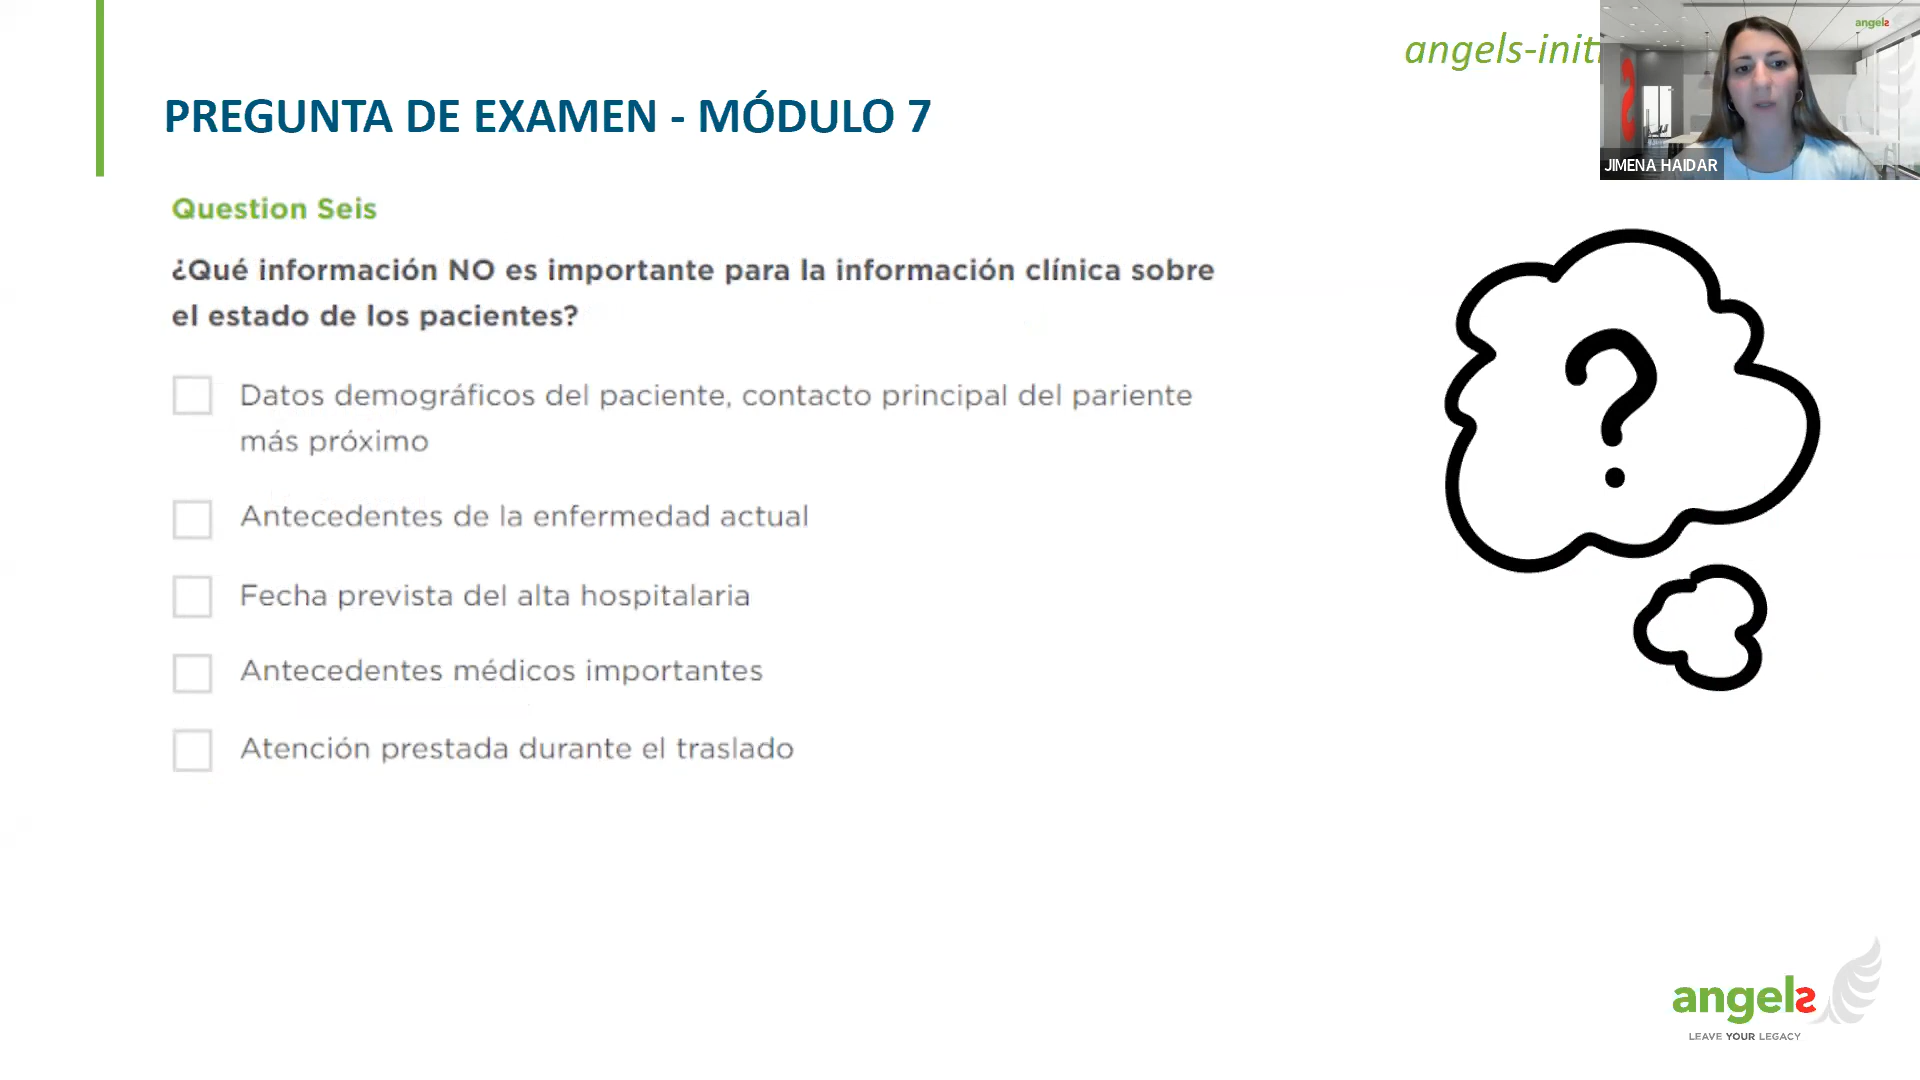 angels-initi
angels
JIMENA HAIDAR
PREGUNTA DE EXAMEN - MÓDULO 7
Question Seis
¿Qué información NO es importante para la información clínica sobre
el estado de los pacientes?
Datos demográficos del paciente, contacto principal del pariente
más próximo
Antecedentes de la enfermedad actual
Fecha prevista del alta hospitalaria
Antecedentes médicos importantes
Atención prestada durante el traslado
?
angels
LEAVE YOUR LEGACY